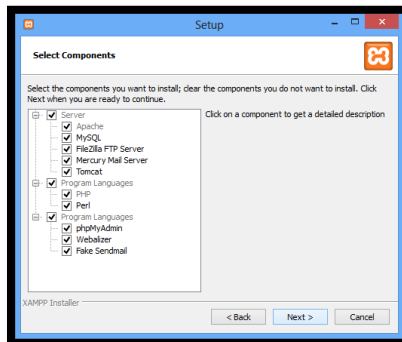 Setup
Select Components
Select the components you want to install; clear the components you do not want to install. Click
Next when you are ready to continue.
Server
Apache
MySQL
FileZilla FTP Server
Mercury Mail Server
Tomcat
Program Languages
PHP
Perl
Program Languages
phpMyAdmin
Webalizer
Fake Sendmail
Click on a component to get a detailed description
XAMPP Installer
< Back
Next >
Cancel